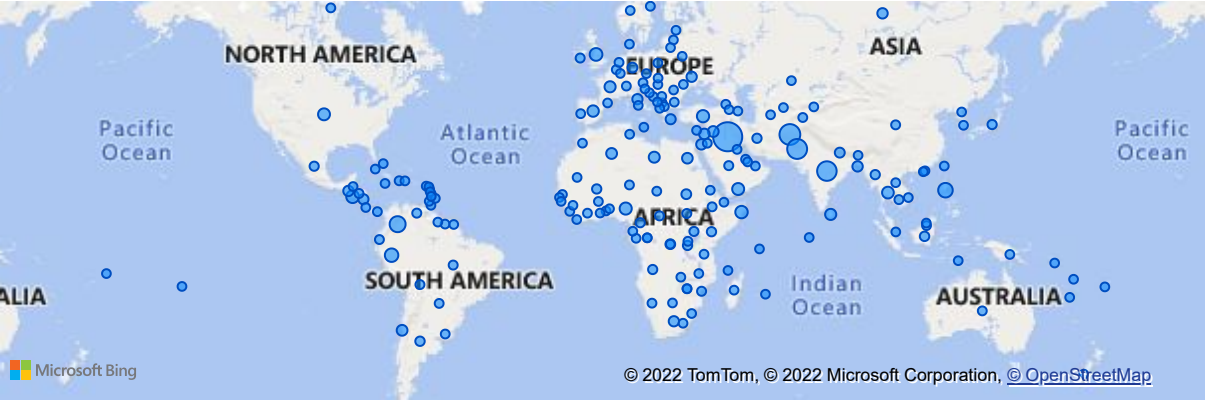 NORTH AMERICA
ASIA
EUROPE
Pacific
Ocean
Atlantic
Ocean
Pacific
Ocean
AFRICA
SOUTH AMERICA
Indian
Ocean
ALIA
AUSTRALIA
Microsoft Bing
© 2022 TomTom, © 2022 Microsoft Corporation, © OpenStreetMap